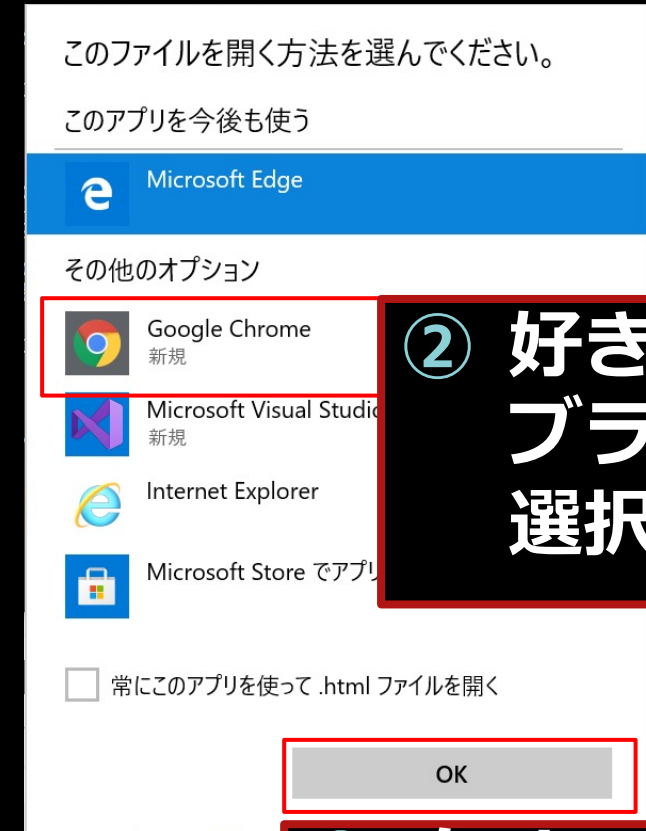 このファイルを開く方法を選んでください。
このアプリを今後も使う
Microsoft Edge
その他のオプション
Google Chrome
新規
② 好き
ブラ
選択
Microsoft Visual Studio
新規
Internet Explorer
Microsoft Store でアプリ
常にこのアプリを使って .html ファイルを開く
OK